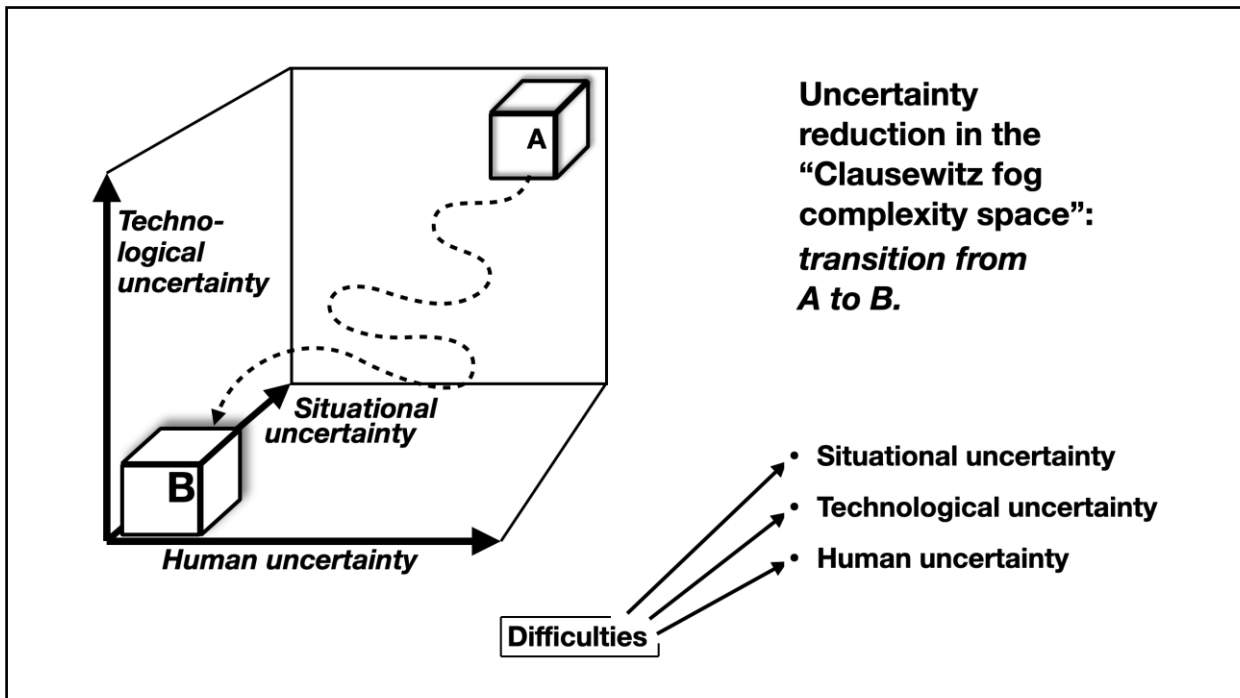 A
Techno-
logical
uncertainty
Situational
uncertainty
B
Human uncertainty
Uncertainty
reduction in the
“Clausewitz fog
complexity space”:
transition from
A to B.
• Situational uncertainty
• Technological uncertainty
• Human uncertainty
Difficulties